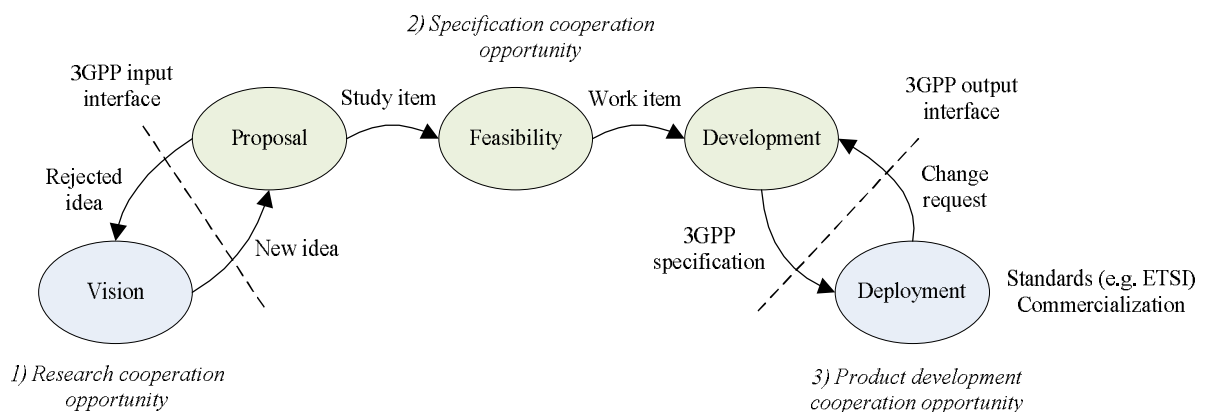 2) Specification cooperation
opportunity
3GPP input
interface
Study item
Work item
3GPP output
interface
Proposal
Feasibility
Development
Rejected
idea
Change
request
New idea
3GPP
specification
Vision
Deployment
Standards (e.g. ETSI)
Commercialization
1) Research cooperation
opportunity
3) Product development
cooperation opportunity